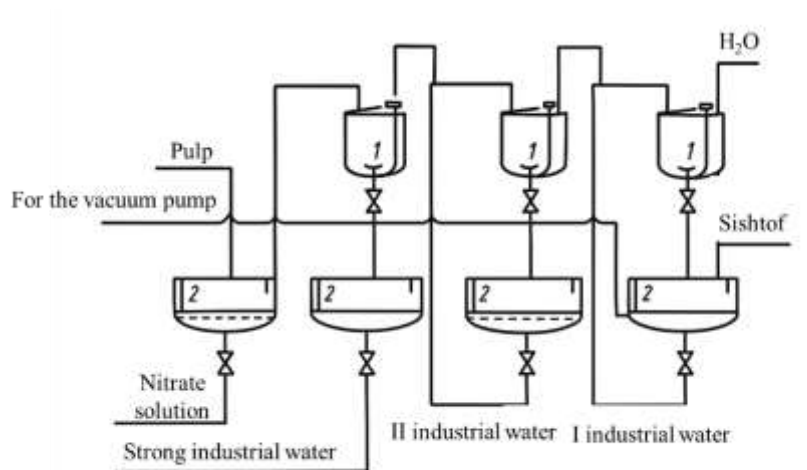 H₂O
1
1
1
Pulp
For the vacuum pump
Sishtof
2
2
2
2
Nitrate
solution
II industrial water
I industrial water
Strong industrial water